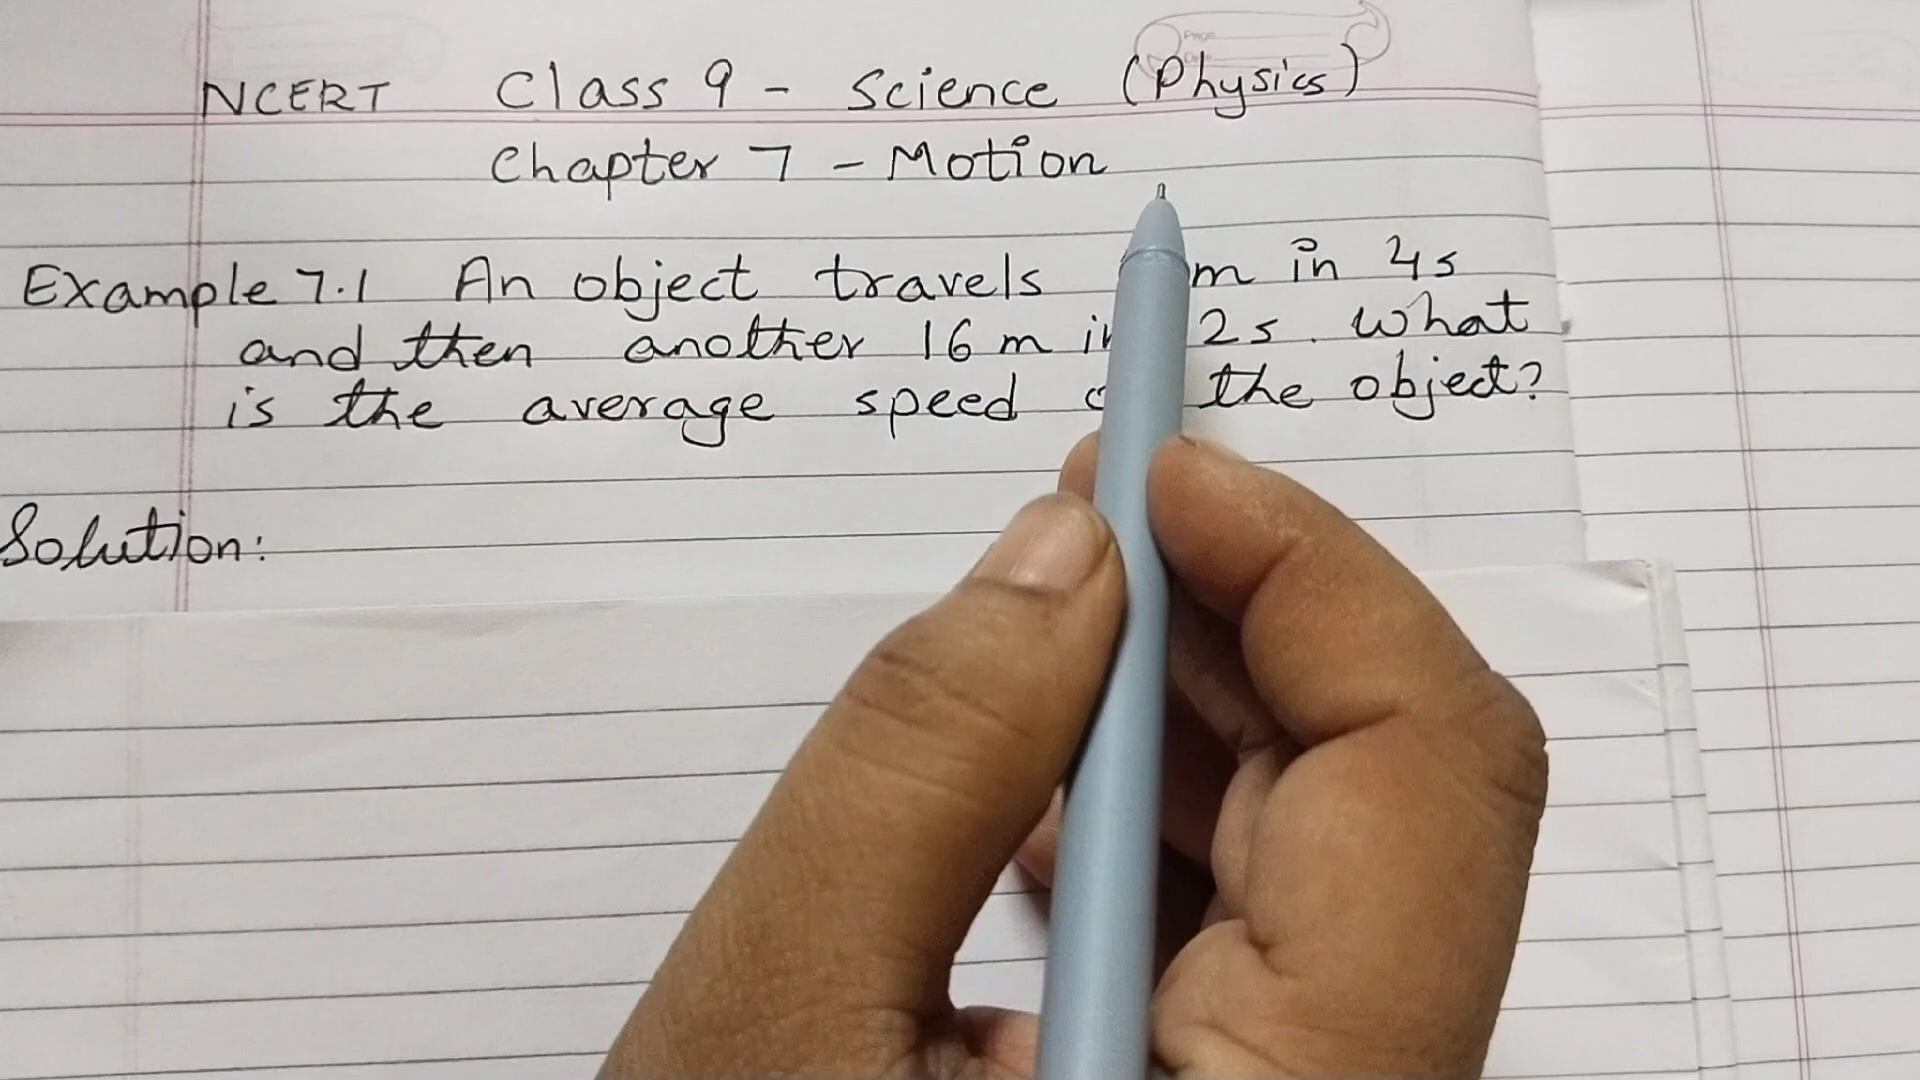 NCERT Class 9 - Science (Physics)
Chapter 7 - Motion
Example 7.1 An object travels m in 4s
and then another 16 m in 2s. What
is the average speed the object?
Solution: